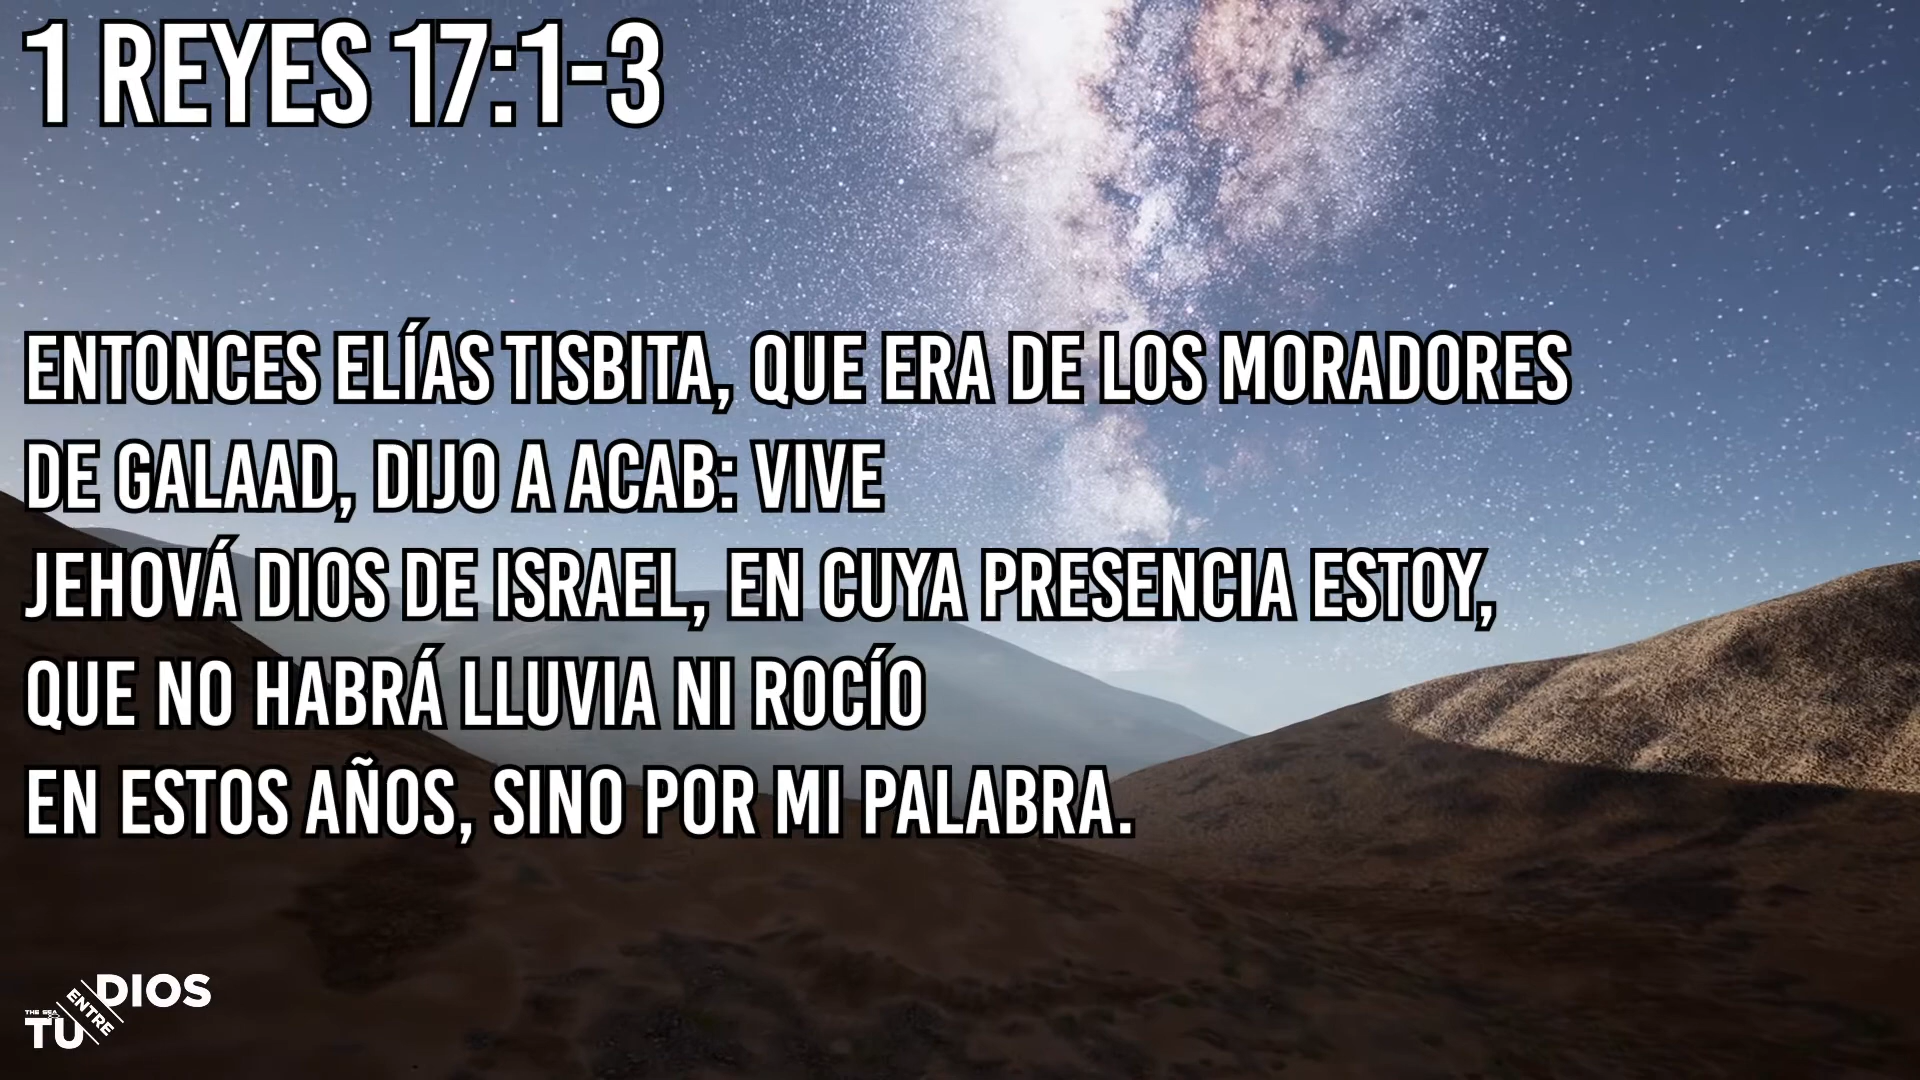 1 REYES 17:1-3
ENTONCES ELÍAS TISBITA, QUE ERA DE LOS MORADORES
DE GALAAD, DIJO A ACAB: VIVE
JEHOVÁ DIOS DE ISRAEL, EN CUYA PRESENCIA ESTOY,
QUE NO HABRÁ LLUVIA NI ROCÍO
EN ESTOS AÑOS, SINO POR MI PALABRA.
DIOS
ENTRE
THE SEA
TU